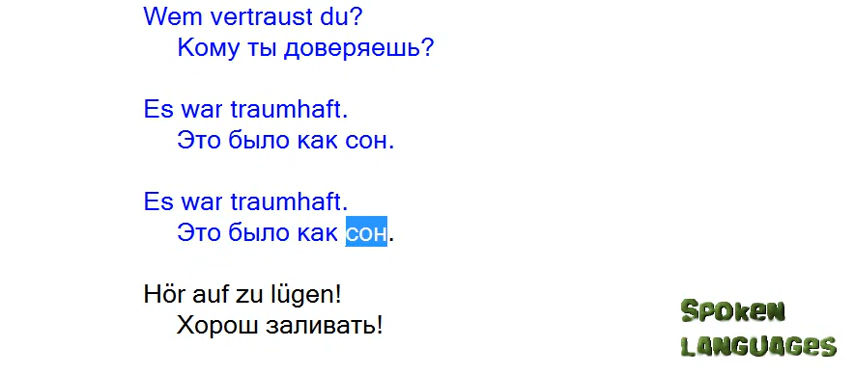 Wem vertraust du?
Кому ты доверяешь?
Es war traumhaft.
Это было как сон.
Es war traumhaft.
Это было как сон.
Hör auf zu lügen!
Хорош заливать!
Spoken
Languages